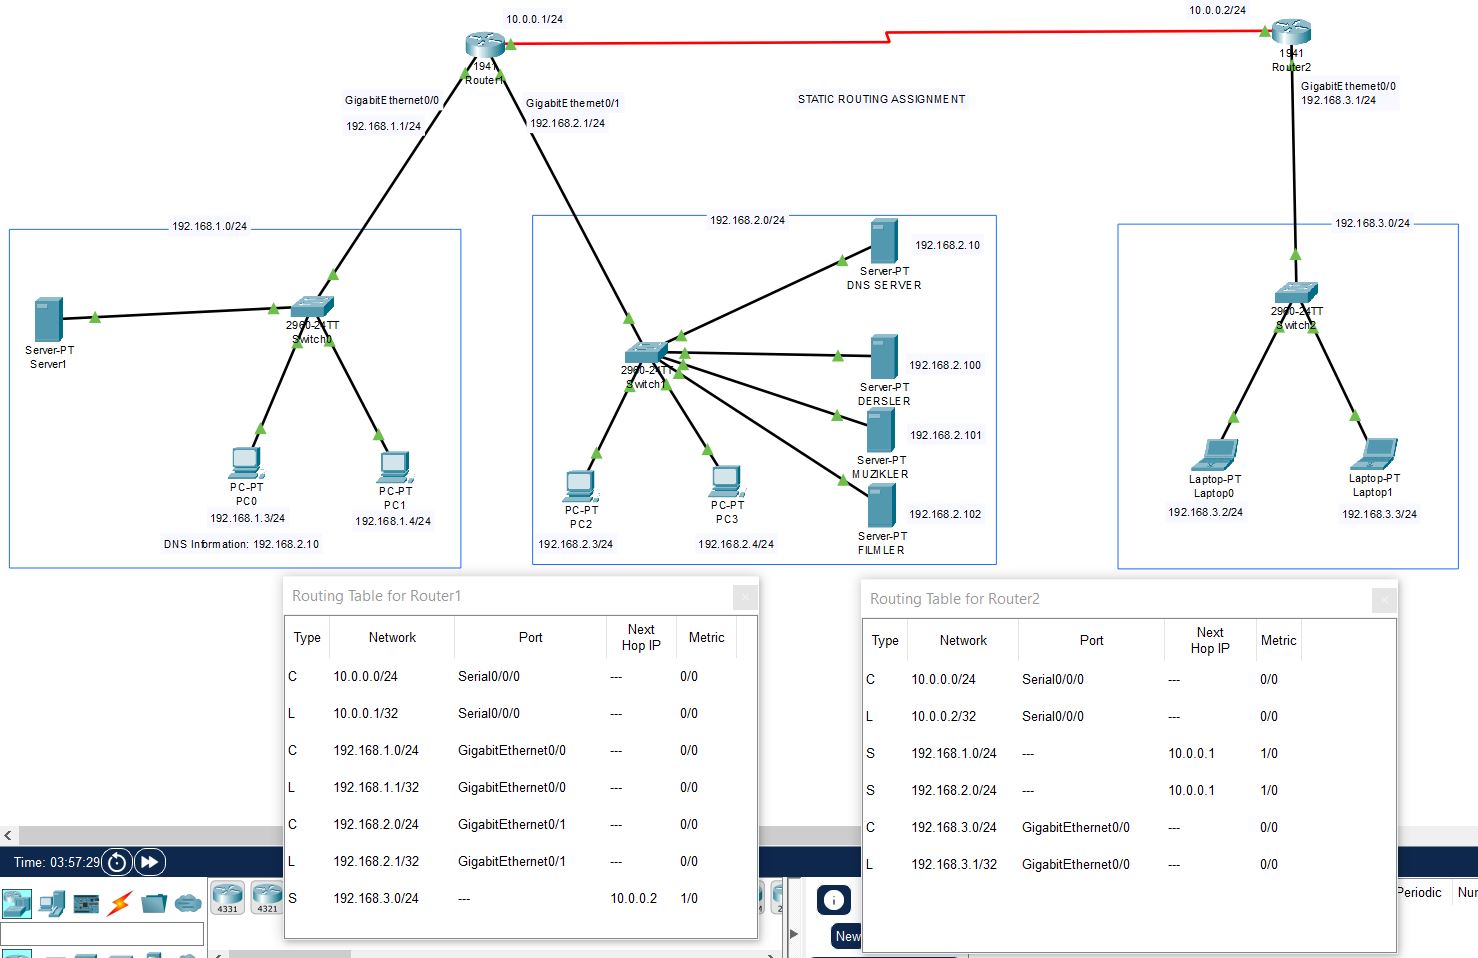 10.0.0.1/24
10.0.0.2/24
1941
Router1
1941
Router2
GigabitEthernet0/0
192.168.1.1/24
GigabitEthernet0/1
192.168.2.1/24
STATIC ROUTING ASSIGNMENT
GigabitEthernet0/0
192.168.3.1/24
192.168.1.0/24
192.168.2.0/24
192.168.3.0/24
Server-PT
Server1
2960-24TT
Switch0
PC-PT
PC0
192.168.1.3/24
PC-PT
PC1
192.168.1.4/24
DNS Information: 192.168.2.10
192.168.2.10
Server-PT
DNS SERVER
2960-24TT
Switch1
192.168.2.100
Server-PT
DERSLER
192.168.2.101
Server-PT
MUZIKLER
192.168.2.102
Server-PT
FILMLER
PC-PT
PC2
192.168.2.3/24
PC-PT
PC3
192.168.2.4/24
2960-24TT
Switch2
Laptop-PT
Laptop0
192.168.3.2/24
Laptop-PT
Laptop1
192.168.3.3/24
Routing Table for Router1
Type Network Port Next Hop IP Metric
C 10.0.0.0/24 Serial0/0/0 --- 0/0
L 10.0.0.1/32 Serial0/0/0 --- 0/0
C 192.168.1.0/24 GigabitEthernet0/0 --- 0/0
L 192.168.1.1/32 GigabitEthernet0/0 --- 0/0
C 192.168.2.0/24 GigabitEthernet0/1 --- 0/0
L 192.168.2.1/32 GigabitEthernet0/1 --- 0/0
S 192.168.3.0/24 --- 10.0.0.2 1/0
Routing Table for Router2
Type Network Port Next Hop IP Metric
C 10.0.0.0/24 Serial0/0/0 --- 0/0
L 10.0.0.2/32 Serial0/0/0 --- 0/0
S 192.168.1.0/24 --- 10.0.0.1 1/0
S 192.168.2.0/24 --- 10.0.0.1 1/0
C 192.168.3.0/24 GigabitEthernet0/0 --- 0/0
L 192.168.3.1/32 GigabitEthernet0/0 --- 0/0
Time: 03:57:29
4331
4321
New
Periodic